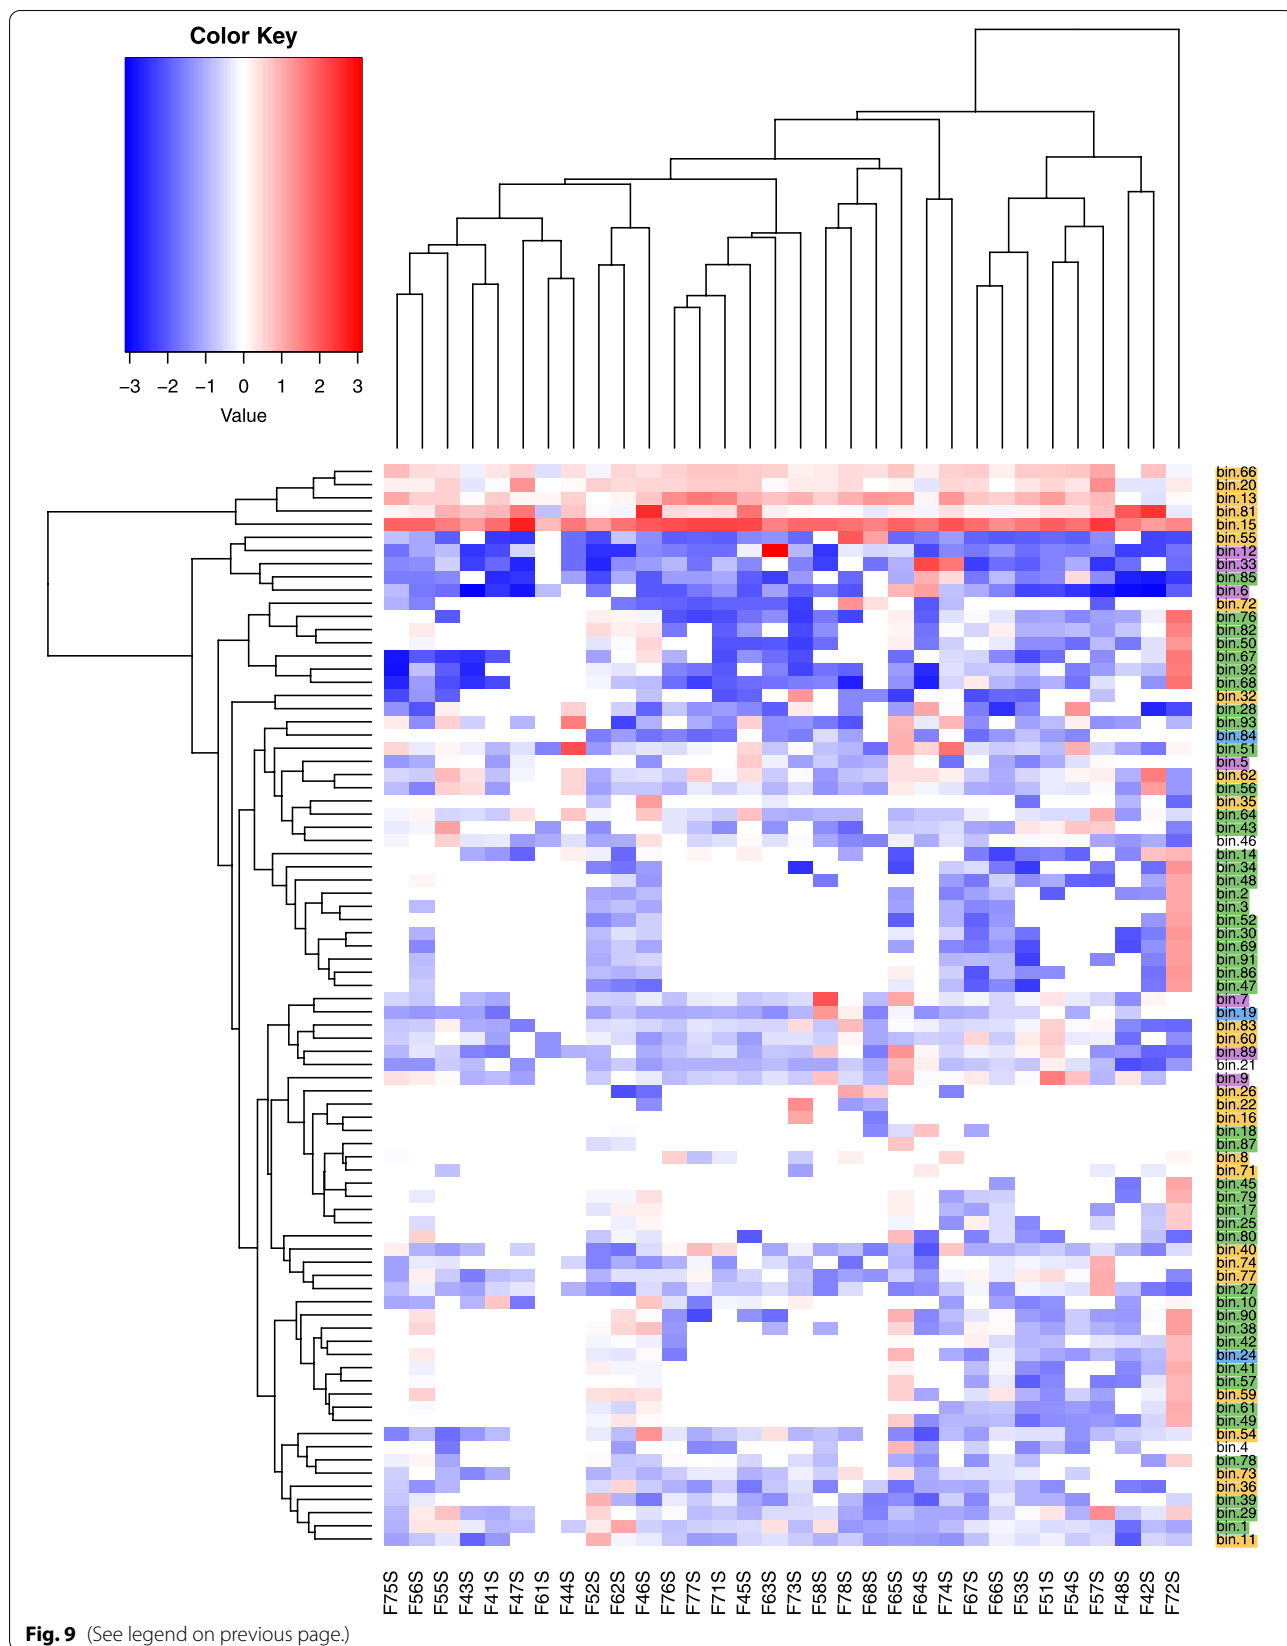 Color Key
−3 −2 −1 0 1 2 3
Value
bin.66
bin.20
bin.13
bin.81
bin.15
bin.55
bin.12
bin.33
bin.85
bin.6
bin.72
bin.76
bin.82
bin.50
bin.67
bin.92
bin.68
bin.32
bin.28
bin.93
bin.84
bin.51
bin.5
bin.62
bin.56
bin.35
bin.64
bin.43
bin.46
bin.14
bin.34
bin.48
bin.2
bin.3
bin.52
bin.30
bin.69
bin.91
bin.86
bin.47
bin.7
bin.19
bin.83
bin.60
bin.89
bin.21
bin.9
bin.26
bin.22
bin.16
bin.18
bin.87
bin.8
bin.71
bin.45
bin.79
bin.17
bin.25
bin.80
bin.40
bin.74
bin.77
bin.27
bin.10
bin.90
bin.38
bin.42
bin.24
bin.41
bin.57
bin.59
bin.61
bin.49
bin.54
bin.4
bin.78
bin.73
bin.36
bin.39
bin.29
bin.1
bin.11
F75S F56S F55S F43S F41S F47S F61S F44S F52S F62S F46S F76S F77S F71S F45S F63S F73S F58S F78S F68S F65S F64S F74S F67S F66S F53S F51S F54S F57S F48S F42S F72S
Fig. 9 (See legend on previous page.)